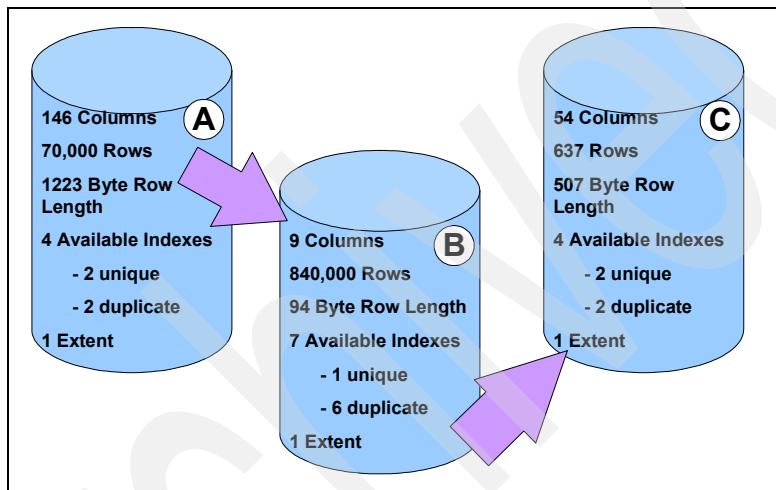 146 Columns
A
70,000 Rows
1223 Byte Row
Length
4 Available Indexes
- 2 unique
- 2 duplicate
1 Extent
9 Columns
B
840,000 Rows
94 Byte Row Length
7 Available Indexes
- 1 unique
- 6 duplicate
1 Extent
54 Columns
C
637 Rows
507 Byte Row
Length
4 Available Indexes
- 2 unique
- 2 duplicate
1 Extent